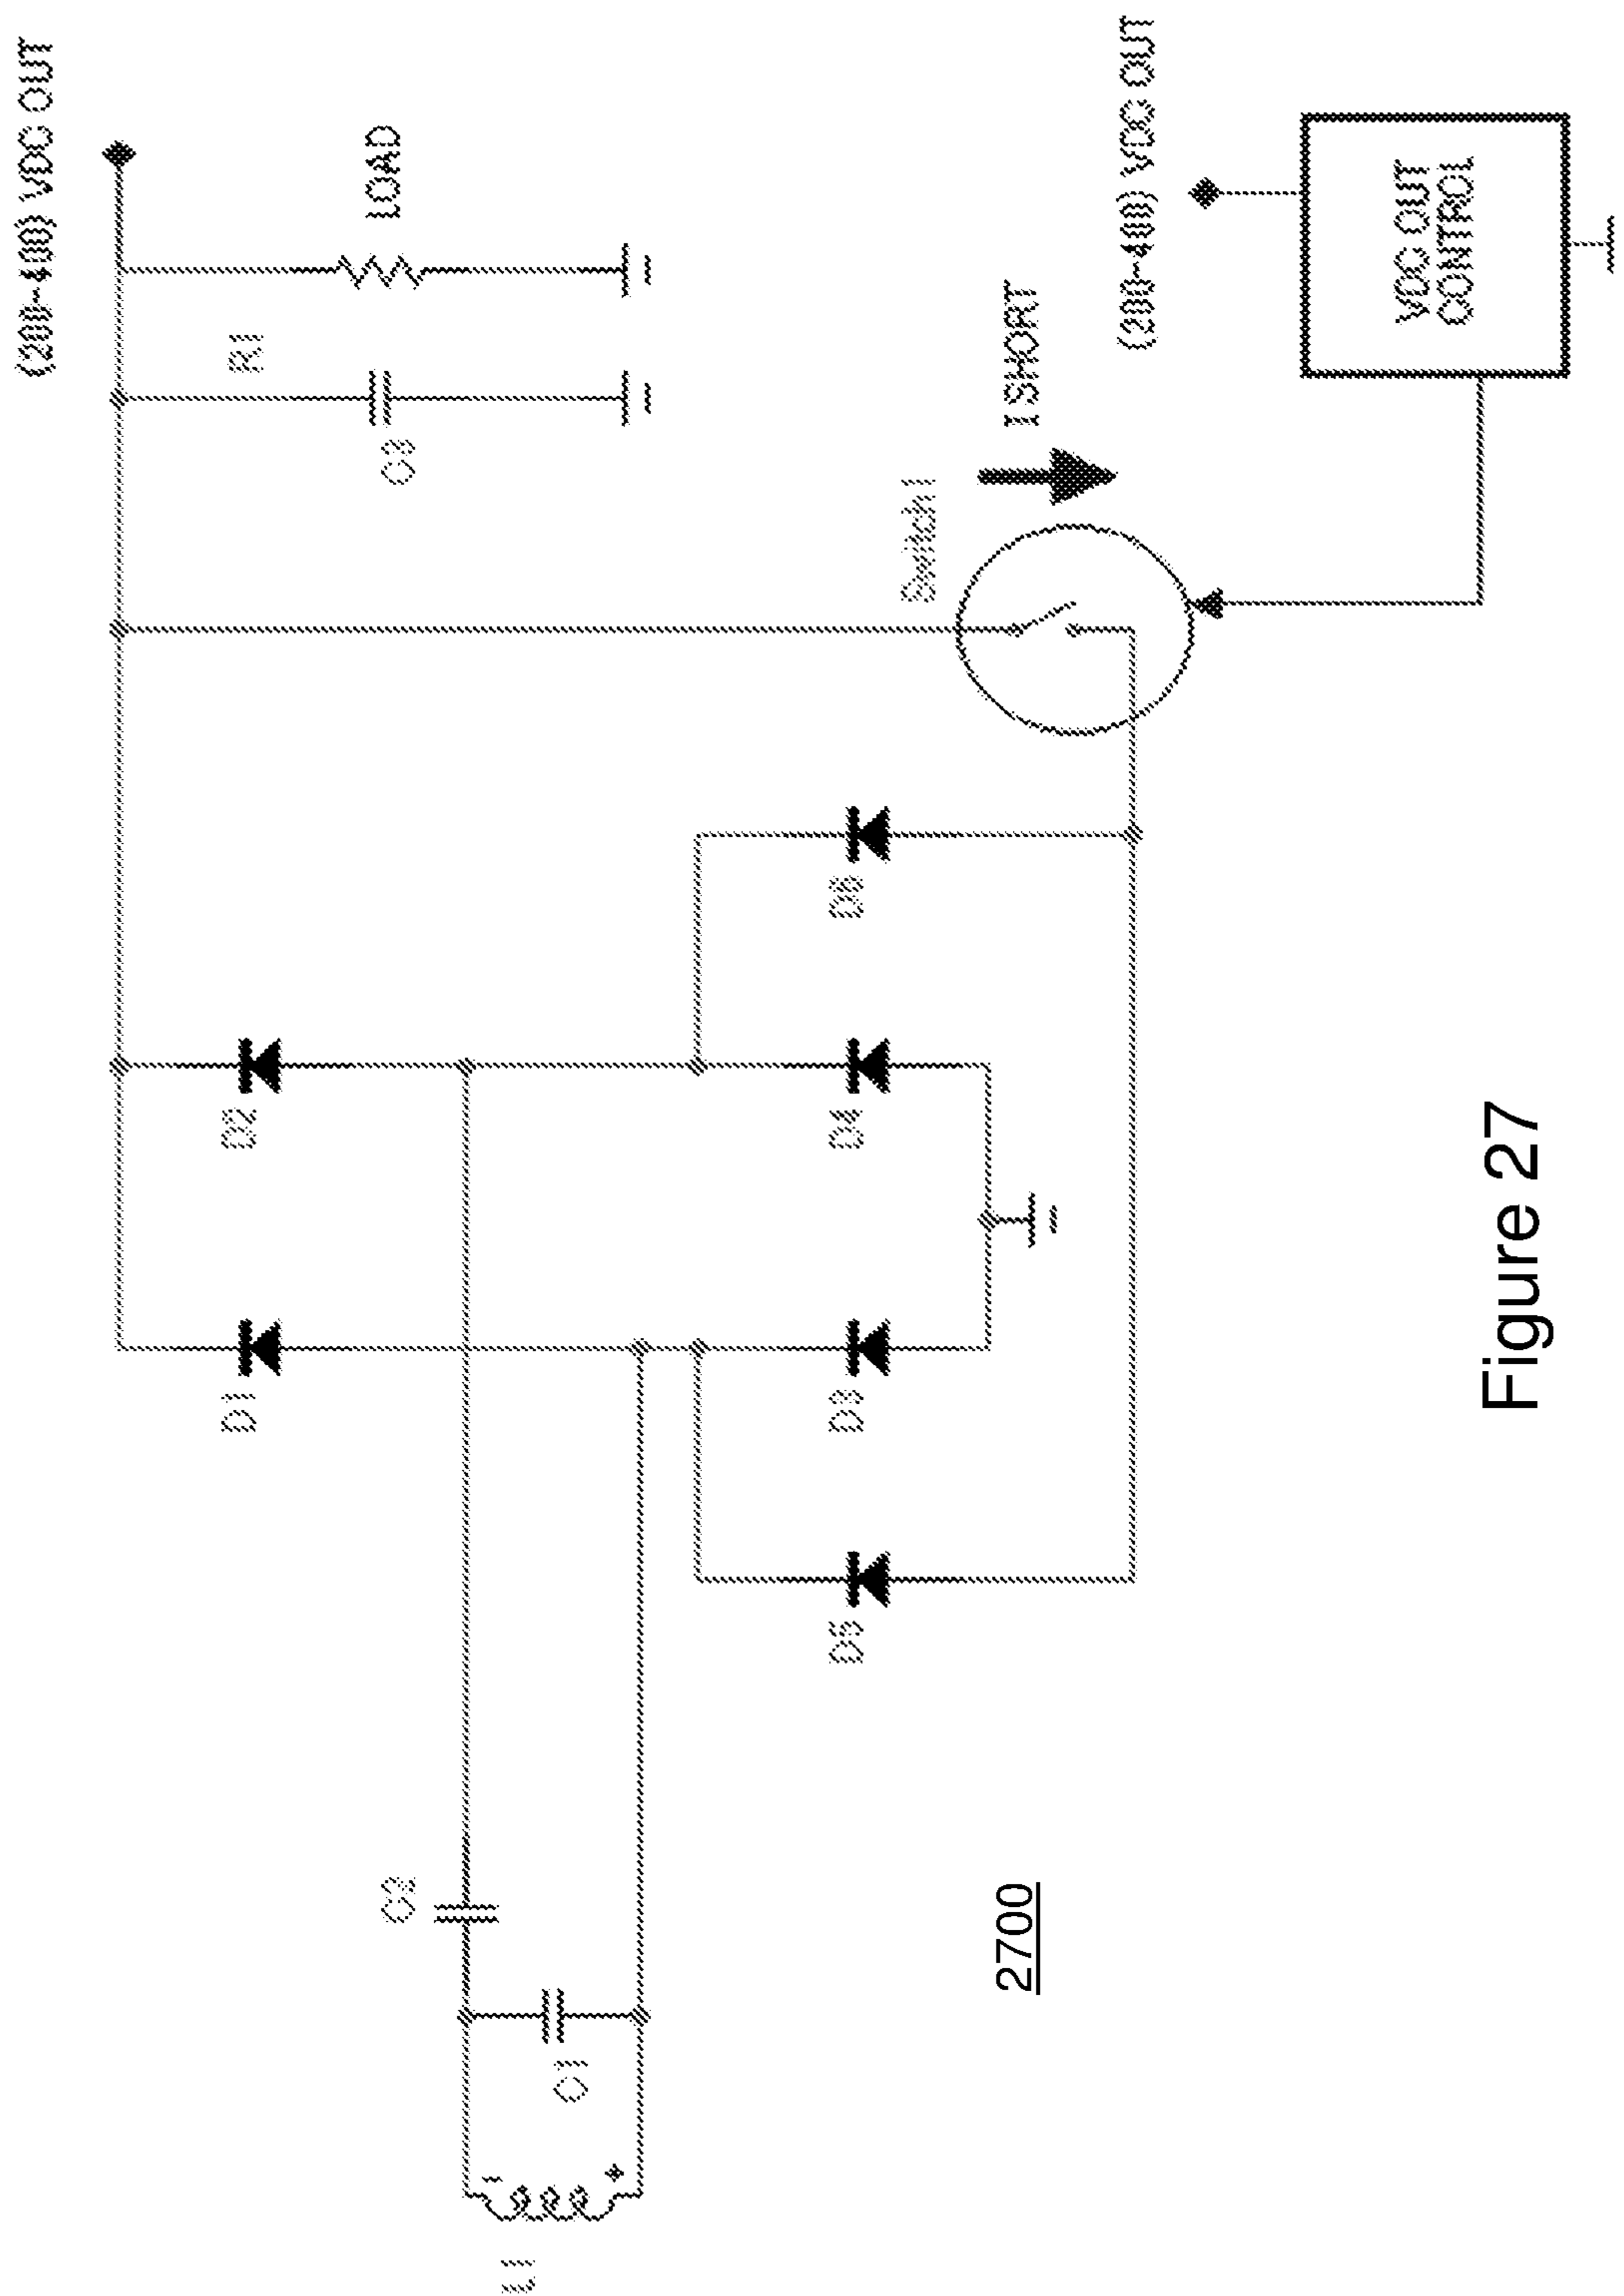 (200~400) VDC OUT
D1
D2
R1
LOAD
C3
C2
C1
L1
D5
D3
D4
D6
Switch1
I SHORT
(200~400) VDC OUT
VDC OUT
CONTROL
-
+
2700
Figure 27